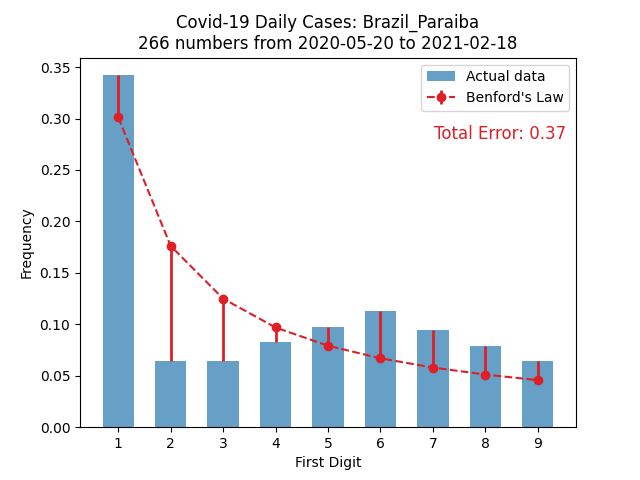 Covid-19 Daily Cases: Brazil_Paraiba
266 numbers from 2020-05-20 to 2021-02-18
Actual data
Benford's Law
Total Error: 0.37
Frequency
0.35
0.30
0.25
0.20
0.15
0.10
0.05
0.00
1 2 3 4 5 6 7 8 9
First Digit